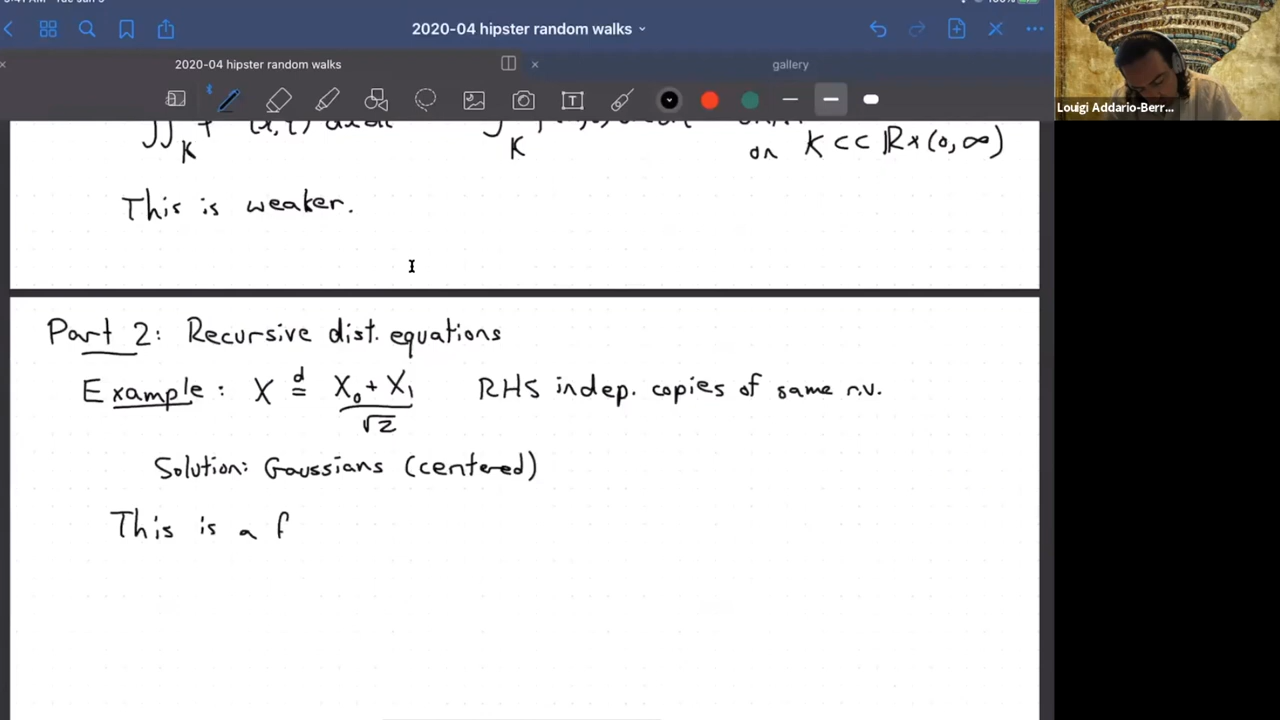 2020-04 hipster random walks
2020-04 hipster random walks
gallery
Louigi Addario-Berr...
K
K
on K ⊂⊂ ℝ×(0,∞)
This is weaker.
Part 2: Recursive dist. equations
Example: X =ᵈ (X₀ + X₁)/√2 RHS indep. copies of same r.v.
Solution: Gaussians (centered)
This is a f